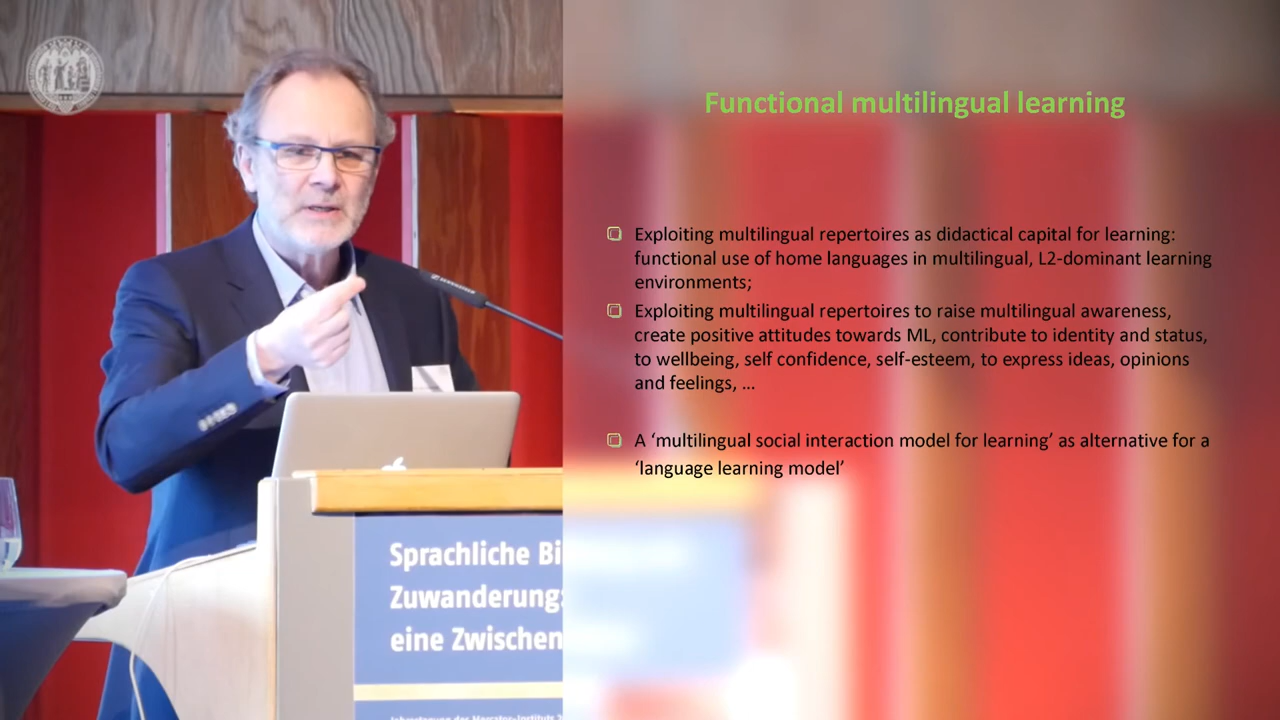 Functional multilingual learning
Exploiting multilingual repertoires as didactical capital for learning:
functional use of home languages in multilingual, L2-dominant learning
environments;
Exploiting multilingual repertoires to raise multilingual awareness,
create positive attitudes towards ML, contribute to identity and status,
to wellbeing, self confidence, self-esteem, to express ideas, opinions
and feelings, ...
A ‘multilingual social interaction model for learning’ as alternative for a
‘language learning model’
Sprachliche Bi
Zuwanderung:
eine Zwischen